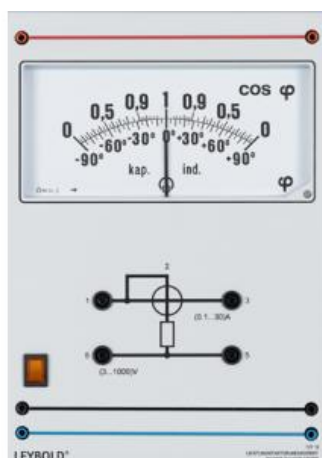 cos φ
0 0,5 0,9 1 0,9 0,5 0
-90° -60° -30° 0° +30° +60° +90°
kap. ind.
φ
2
1 3
(0.1...30)A
6 5
(3...1000)V
LEYBOLD®